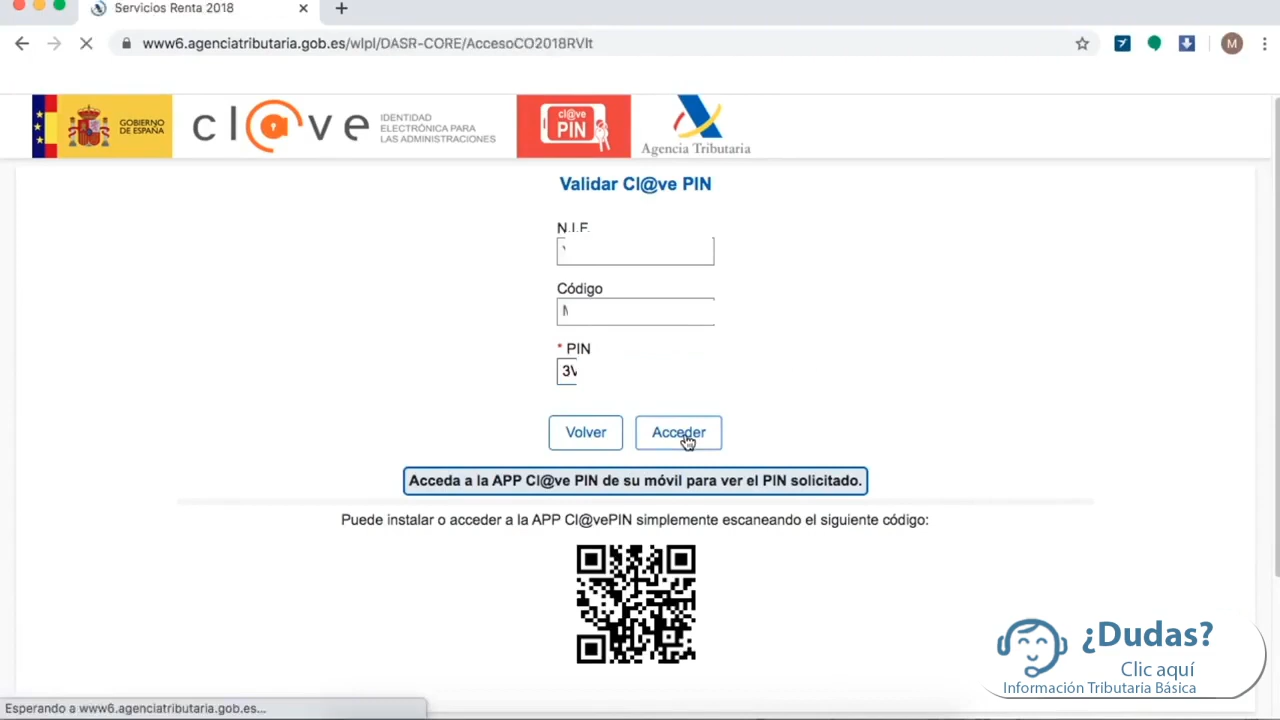 Servicios Renta 2018
www6.agenciatributaria.gob.es/wlpl/DASR-CORE/AccesoCO2018RVlt
M
GOBIERNO
DE ESPAÑA
cl@ve
IDENTIDAD
ELECTRÓNICA PARA
LAS ADMINISTRACIONES
cl@ve
PIN
Agencia Tributaria
Validar Cl@ve PIN
N.I.F.
Código
* PIN
Volver
Acceder
Acceda a la APP Cl@ve PIN de su móvil para ver el PIN solicitado.
Puede instalar o acceder a la APP Cl@vePIN simplemente escaneando el siguiente código:
¿Dudas?
Clic aquí
Información Tributaria Básica
Esperando a www6.agenciatributaria.gob.es...